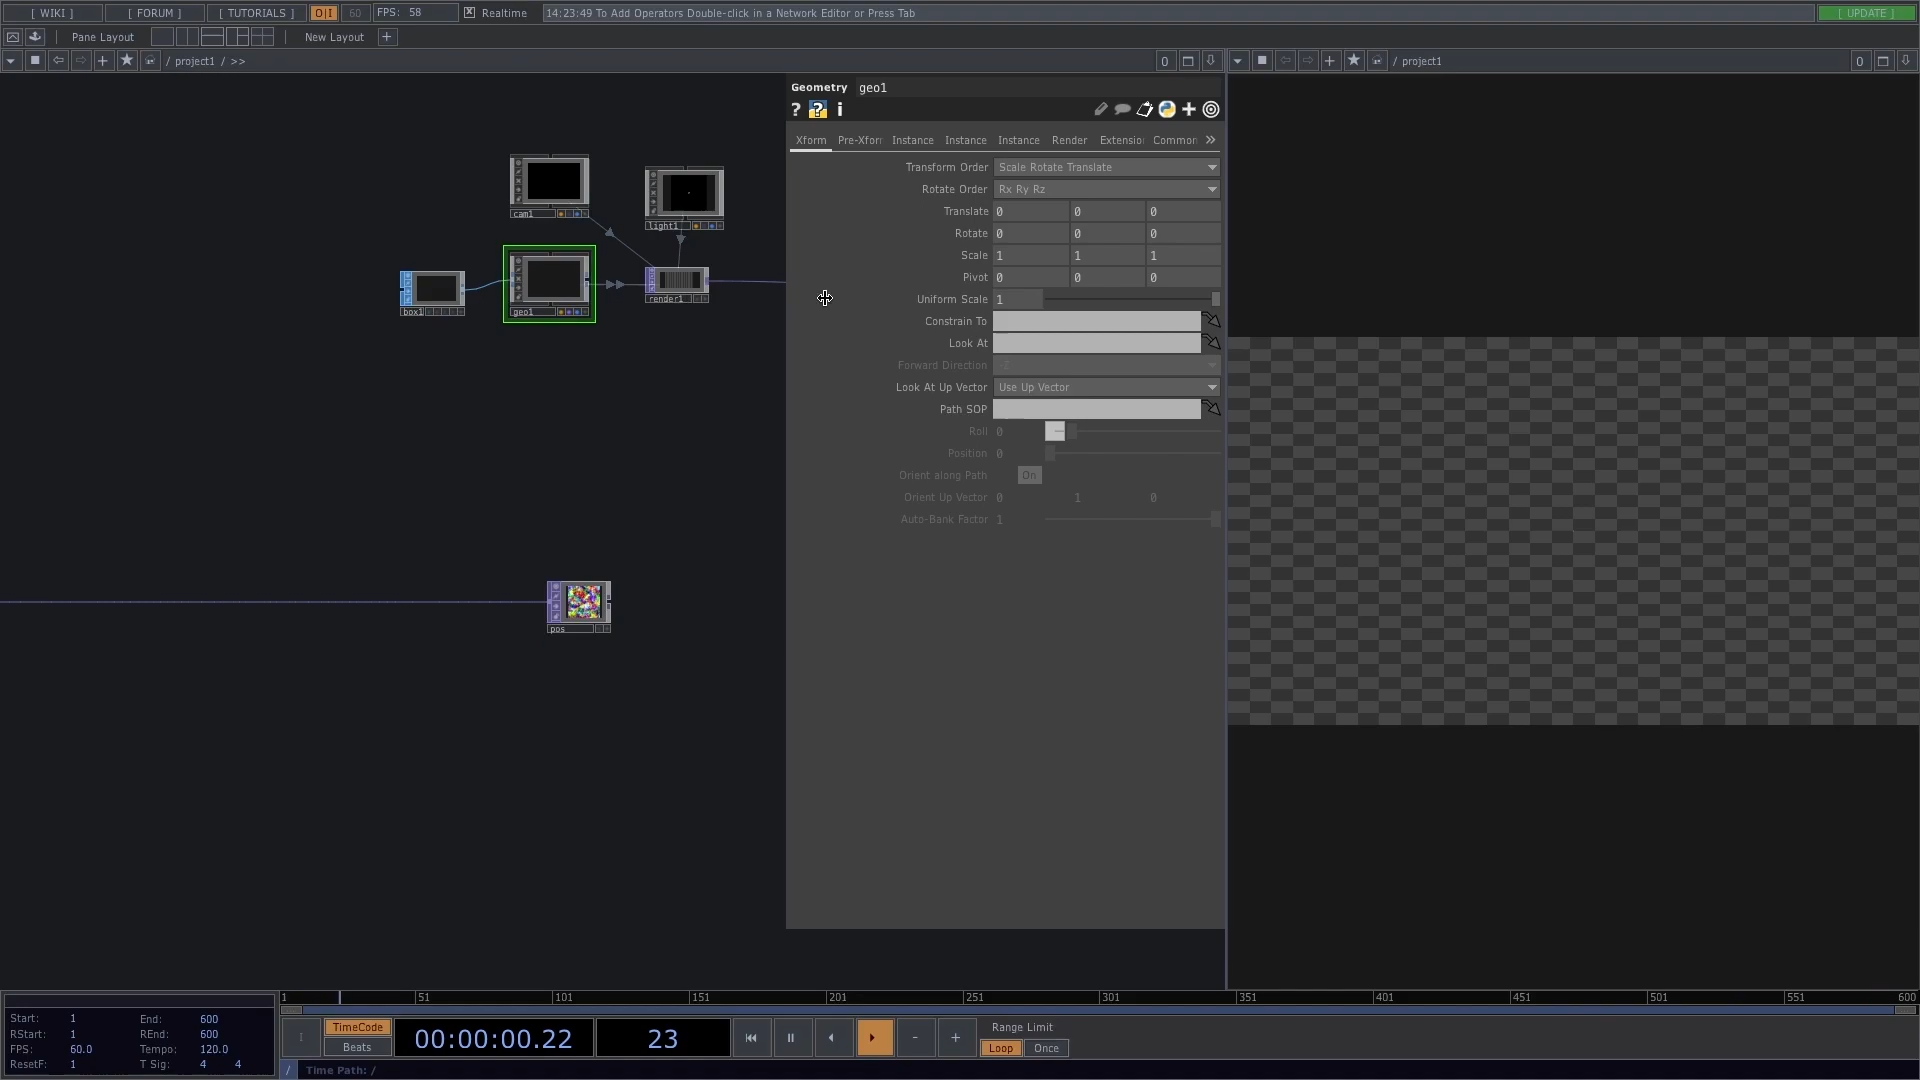 [ WIKI ] [ FORUM ] [ TUTORIALS ] O|I 60 FPS: 58 Realtime 14:23:49 To Add Operators Double-click in a Network Editor or Press Tab [ UPDATE ]
Pane Layout New Layout +
/ project1 / >> 0 / project1 0
Geometry geo1
? ? i
Xform Pre-Xfor Instance Instance Instance Render Extensio Common
Transform Order Scale Rotate Translate
Rotate Order Rx Ry Rz
Translate 0 0 0
Rotate 0 0 0
Scale 1 1 1
Pivot 0 0 0
Uniform Scale 1
Constrain To
Look At
Forward Direction
Look At Up Vector Use Up Vector
Path SOP
Roll 0
Position 0
Orient along Path On
Orient Up Vector 0 1 0
Auto-Bank Factor 1
cam1
light1
box1
geo1
render1
pos
1 51 101 151 201 251 301 351 401 451 501 551 600
Start: 1 End: 600
RStart: 1 REnd: 600
FPS: 60.0 Tempo: 120.0
ResetF: 1 T Sig: 4 4
I TimeCode
Beats
00:00:00.22
23
- +
Range Limit
Loop Once
/ Time Path: /